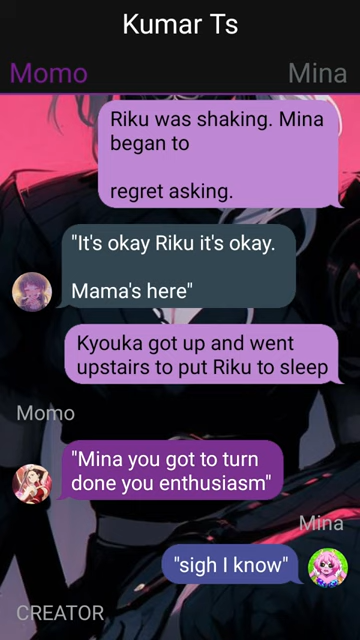 Kumar Ts
Momo
Mina
Riku was shaking. Mina
began to
regret asking.
"It's okay Riku it's okay.
Mama's here"
Kyouka got up and went
upstairs to put Riku to sleep
Momo
"Mina you got to turn
done you enthusiasm"
Mina
"sigh I know"
CREATOR